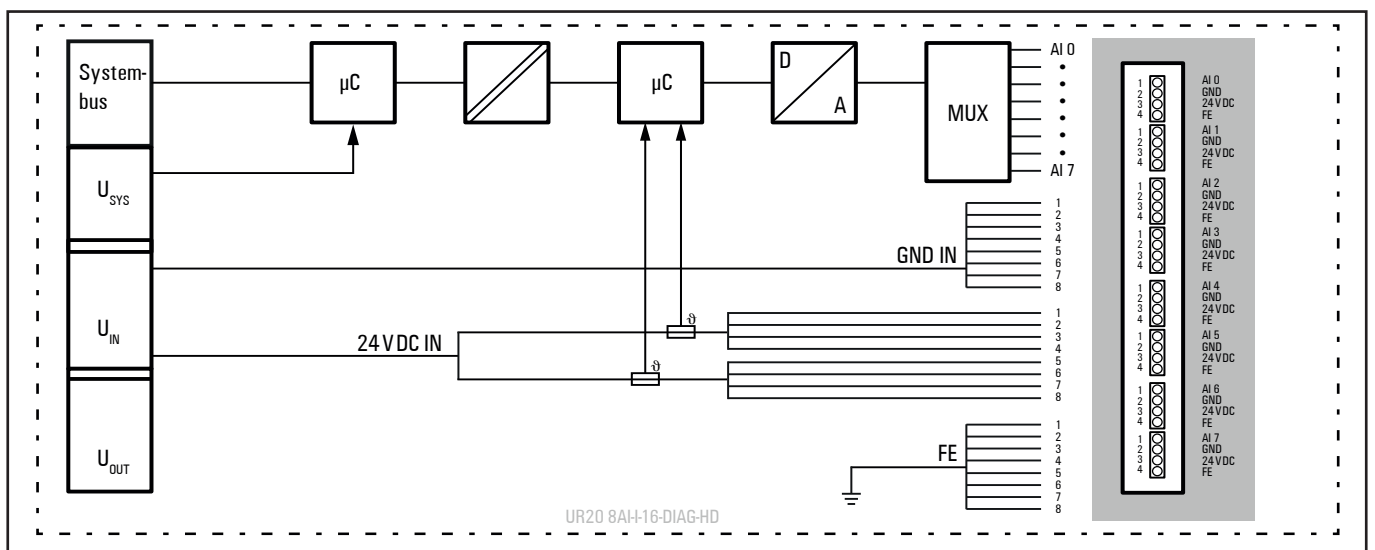 System-
bus
µC
µC
D
A
MUX
AI 0
•
•
•
•
•
•
AI 7
U SYS
U IN
U OUT
GND IN
1
2
3
4
5
6
7
8
24 V DC IN
ϑ
ϑ
1
2
3
4
5
6
7
8
FE
1
2
3
4
5
6
7
8
1 AI 0
2 GND
3 24 V DC
4 FE
1 AI 1
2 GND
3 24 V DC
4 FE
1 AI 2
2 GND
3 24 V DC
4 FE
1 AI 3
2 GND
3 24 V DC
4 FE
1 AI 4
2 GND
3 24 V DC
4 FE
1 AI 5
2 GND
3 24 V DC
4 FE
1 AI 6
2 GND
3 24 V DC
4 FE
1 AI 7
2 GND
3 24 V DC
4 FE
UR20 8AI-I-16-DIAG-HD